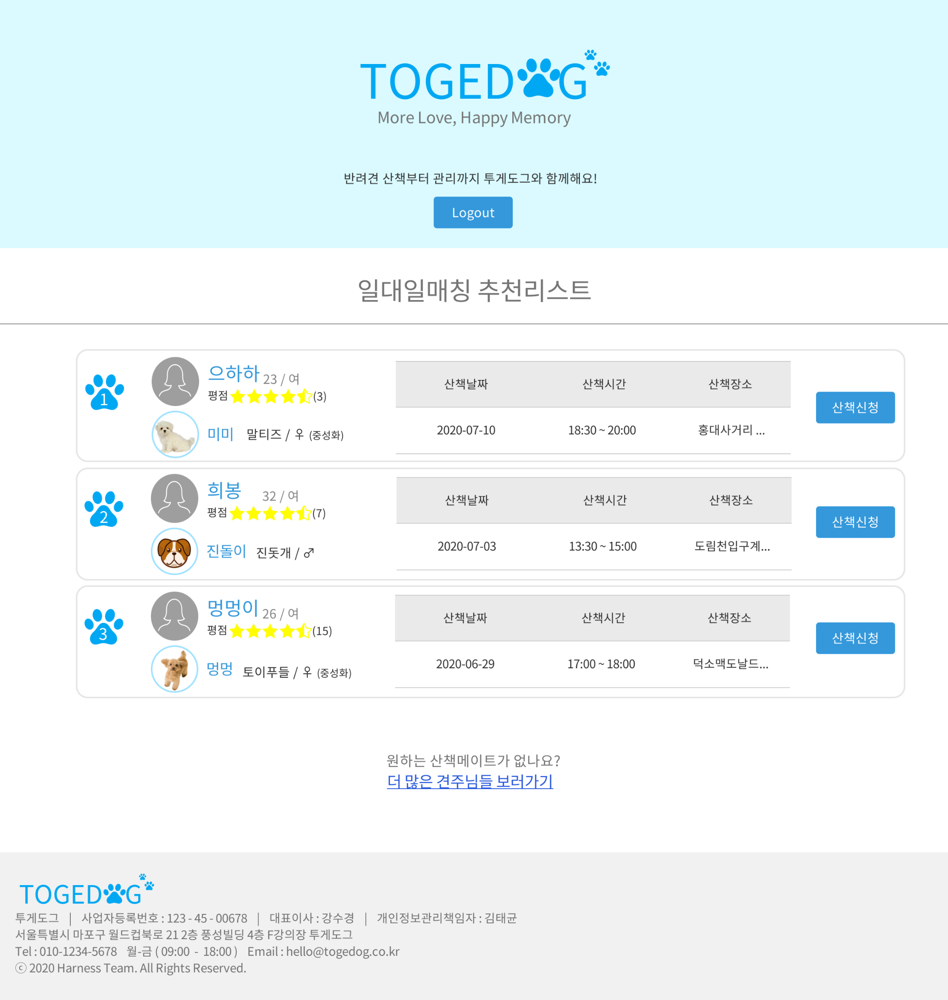 TOGEDOG
More Love, Happy Memory
반려견 산책부터 관리까지 투게도그와 함께해요!
Logout
일대일매칭 추천리스트
1
으하하 23 / 여
평점 (3)
미미 말티즈 / ♀ (중성화)
산책날짜 산책시간 산책장소
2020-07-10 18:30 ~ 20:00 홍대사거리 ...
산책신청
2
희봉 32 / 여
평점 (7)
진돌이 진돗개 / ♂
산책날짜 산책시간 산책장소
2020-07-03 13:30 ~ 15:00 도림천입구계...
산책신청
3
멍멍이 26 / 여
평점 (15)
멍멍 토이푸들 / ♀ (중성화)
산책날짜 산책시간 산책장소
2020-06-29 17:00 ~ 18:00 덕소맥도날드...
산책신청
원하는 산책메이트가 없나요?
더 많은 견주님들 보러가기
TOGEDOG
투게도그 | 사업자등록번호 : 123 - 45 - 00678 | 대표이사 : 강수경 | 개인정보관리책임자 : 김태균
서울특별시 마포구 월드컵북로 21 2층 풍성빌딩 4층 F강의장 투게도그
Tel : 010-1234-5678 월-금 ( 09:00 - 18:00 ) Email : hello@togedog.co.kr
ⓒ 2020 Harness Team. All Rights Reserved.